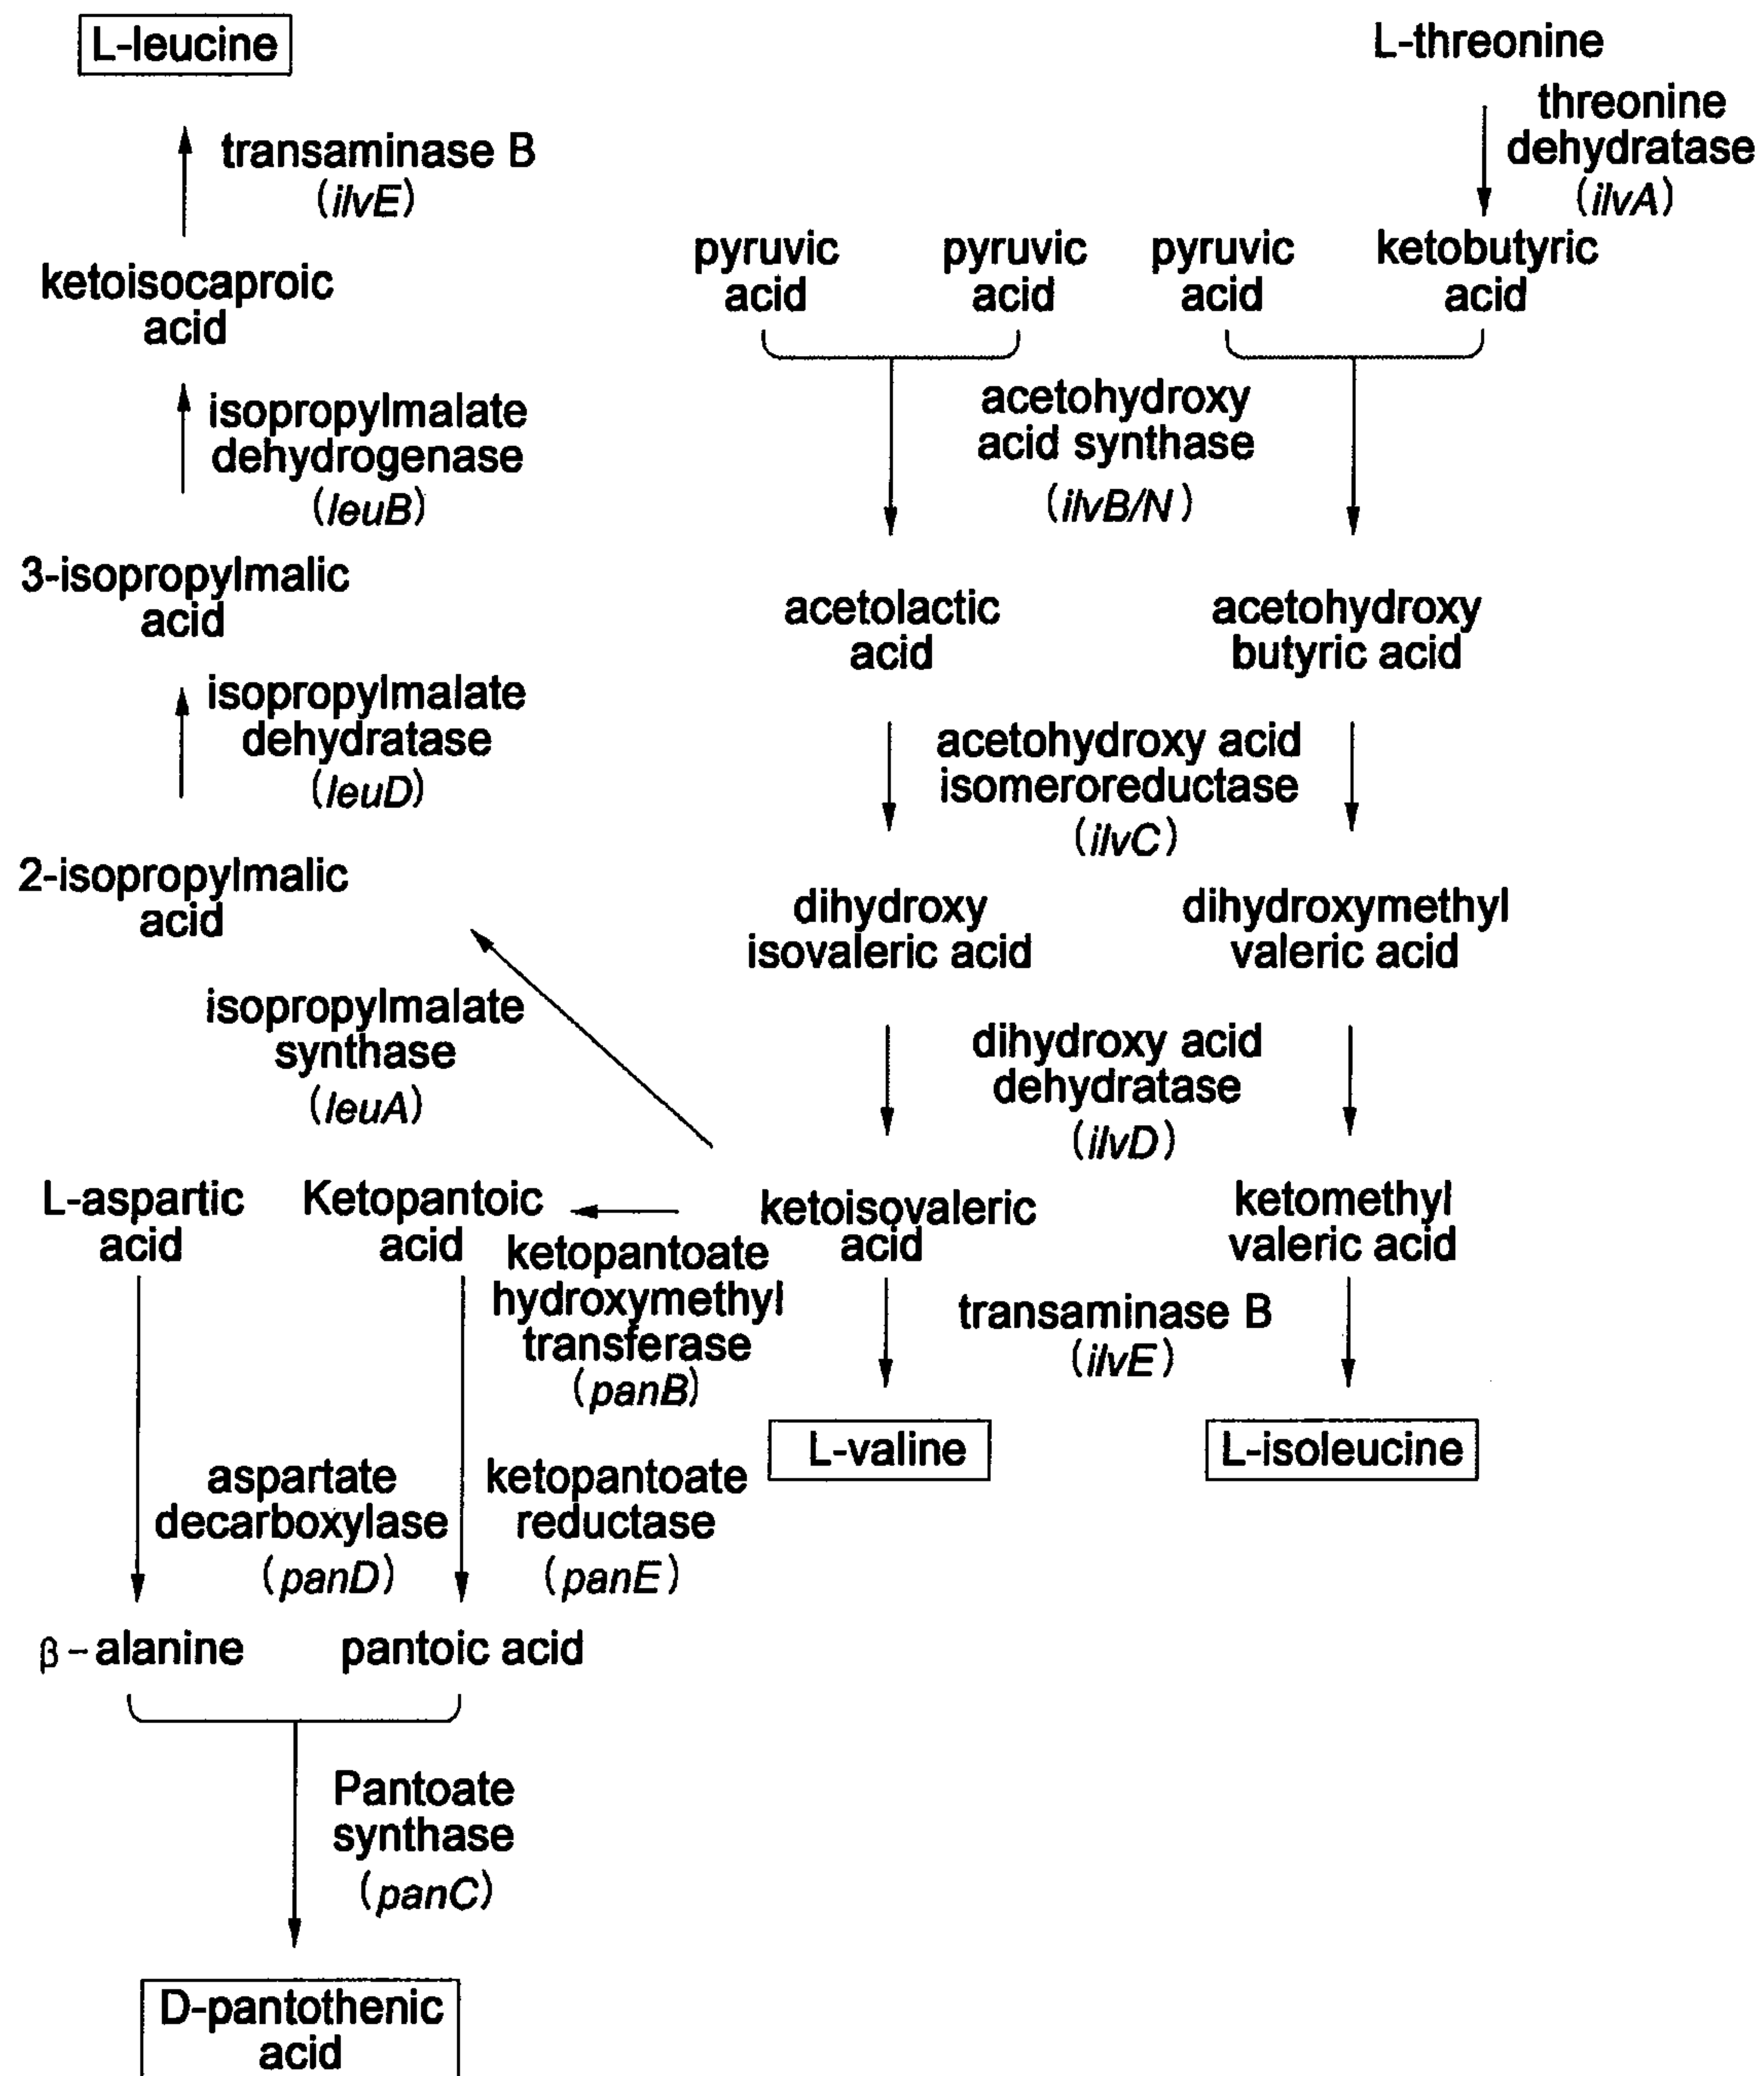 L-leucine
transaminase B
(ilvE)
ketoisocaproic
acid
isopropylmalate
dehydrogenase
(leuB)
3-isopropylmalic
acid
isopropylmalate
dehydratase
(leuD)
2-isopropylmalic
acid
isopropylmalate
synthase
(leuA)
L-threonine
threonine
dehydratase
(ilvA)
pyruvic
acid
pyruvic
acid
pyruvic
acid
ketobutyric
acid
acetohydroxy
acid synthase
(ilvB/N)
acetolactic
acid
acetohydroxy
butyric acid
acetohydroxy acid
isomeroreductase
(ilvC)
dihydroxy
isovaleric acid
dihydroxymethyl
valeric acid
dihydroxy acid
dehydratase
(ilvD)
L-aspartic
acid
Ketopantoic
acid
ketoisovaleric
acid
ketomethyl
valeric acid
ketopantoate
hydroxymethyl
transferase
(panB)
transaminase B
(ilvE)
L-valine
L-isoleucine
aspartate
decarboxylase
(panD)
ketopantoate
reductase
(panE)
β-alanine
pantoic acid
Pantoate
synthase
(panC)
D-pantothenic
acid